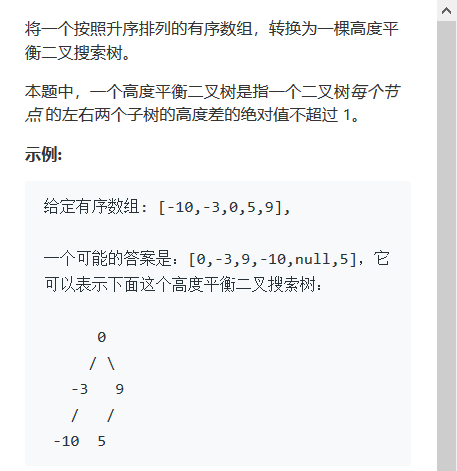 将一个按照升序排列的有序数组，转换为一棵高度平
衡二叉搜索树。
本题中，一个高度平衡二叉树是指一个二叉树每个节
点 的左右两个子树的高度差的绝对值不超过 1。
示例:
给定有序数组: [-10,-3,0,5,9],
一个可能的答案是：[0,-3,9,-10,null,5]，它
可以表示下面这个高度平衡二叉搜索树：
0
/ \
-3 9
/ /
-10 5